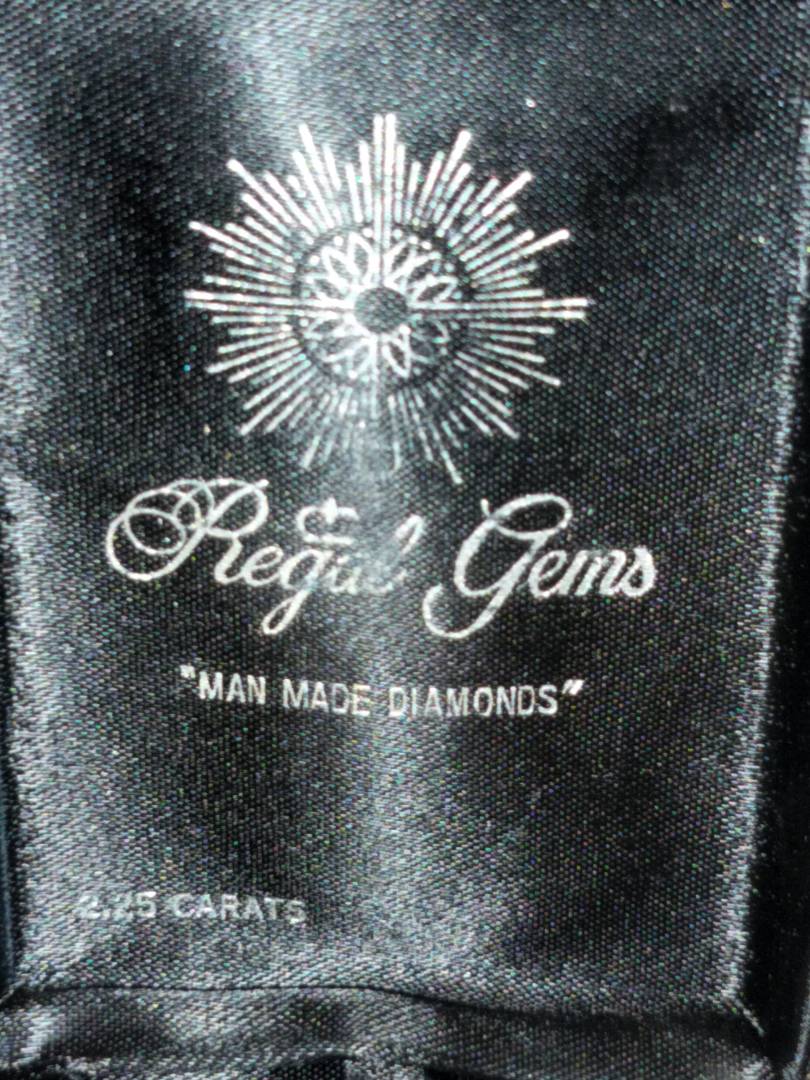 Regal Gems
"MAN MADE DIAMONDS"
2.25 CARATS